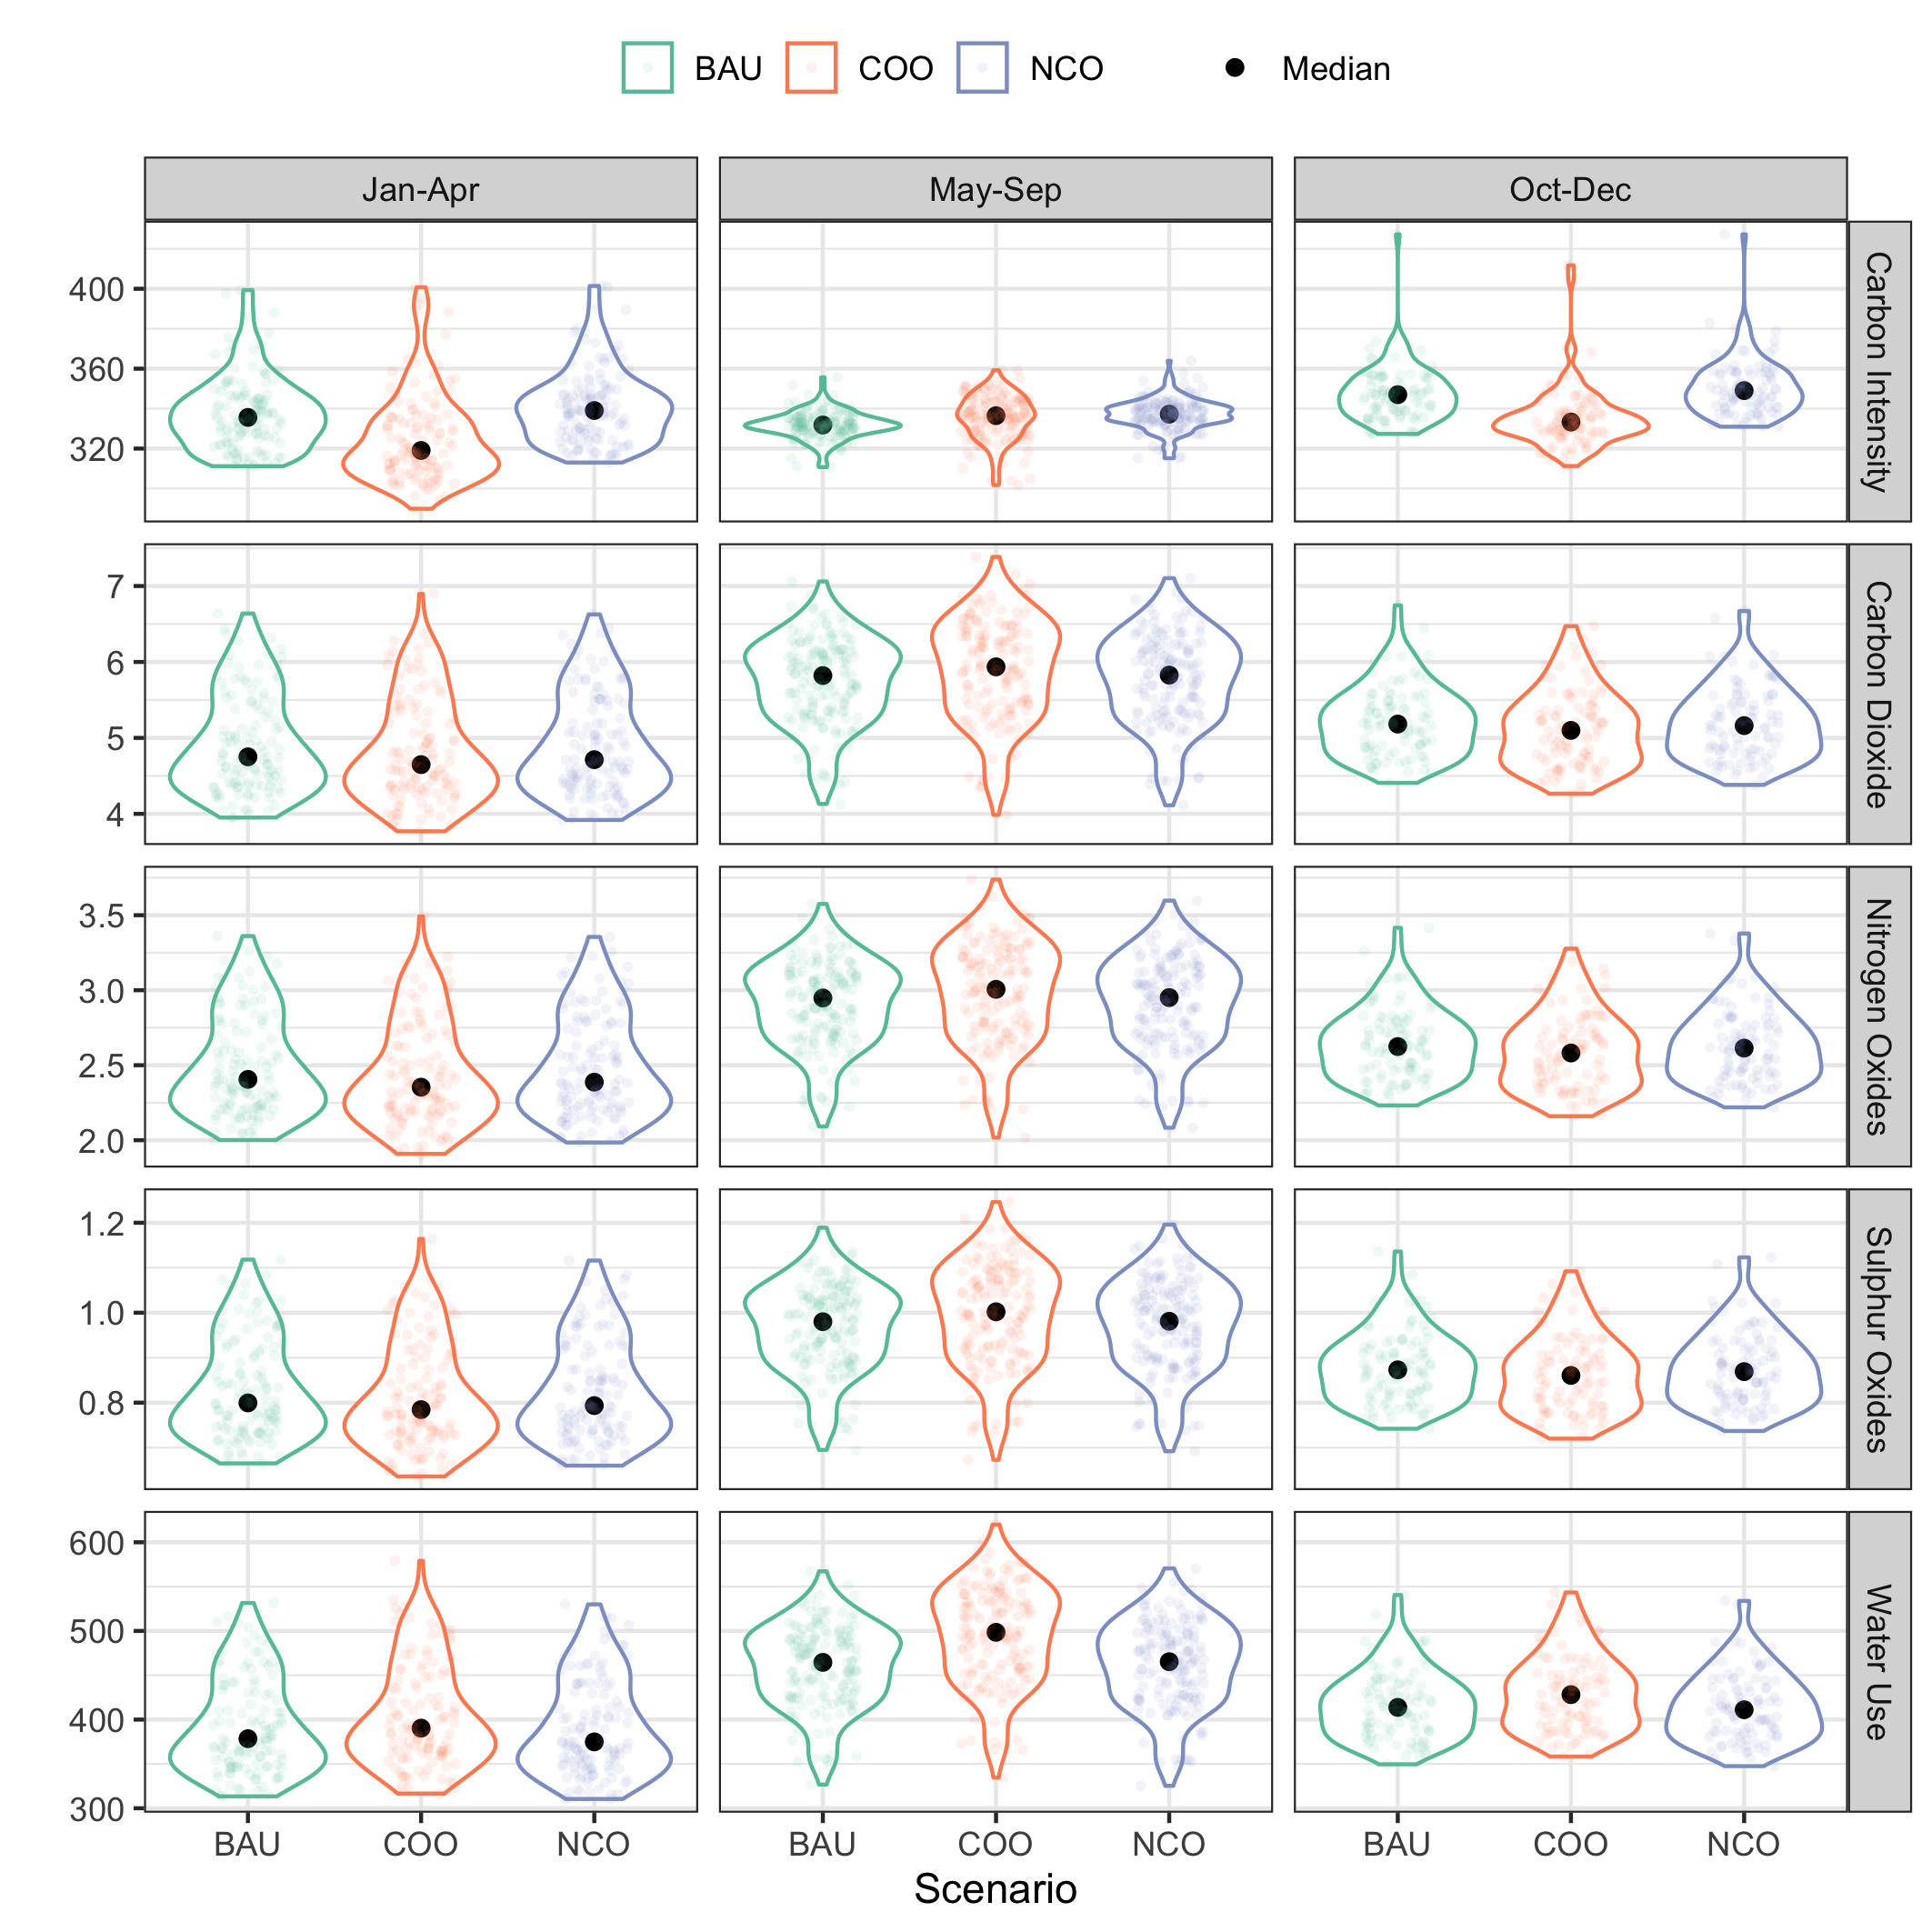 BAU COO NCO Median
Jan-Apr May-Sep Oct-Dec
400
360
320
Carbon Intensity
7
6
5
4
Carbon Dioxide
3.5
3.0
2.5
2.0
Nitrogen Oxides
1.2
1.0
0.8
Sulphur Oxides
600
500
400
300
Water Use
BAU COO NCO BAU COO NCO BAU COO NCO
Scenario